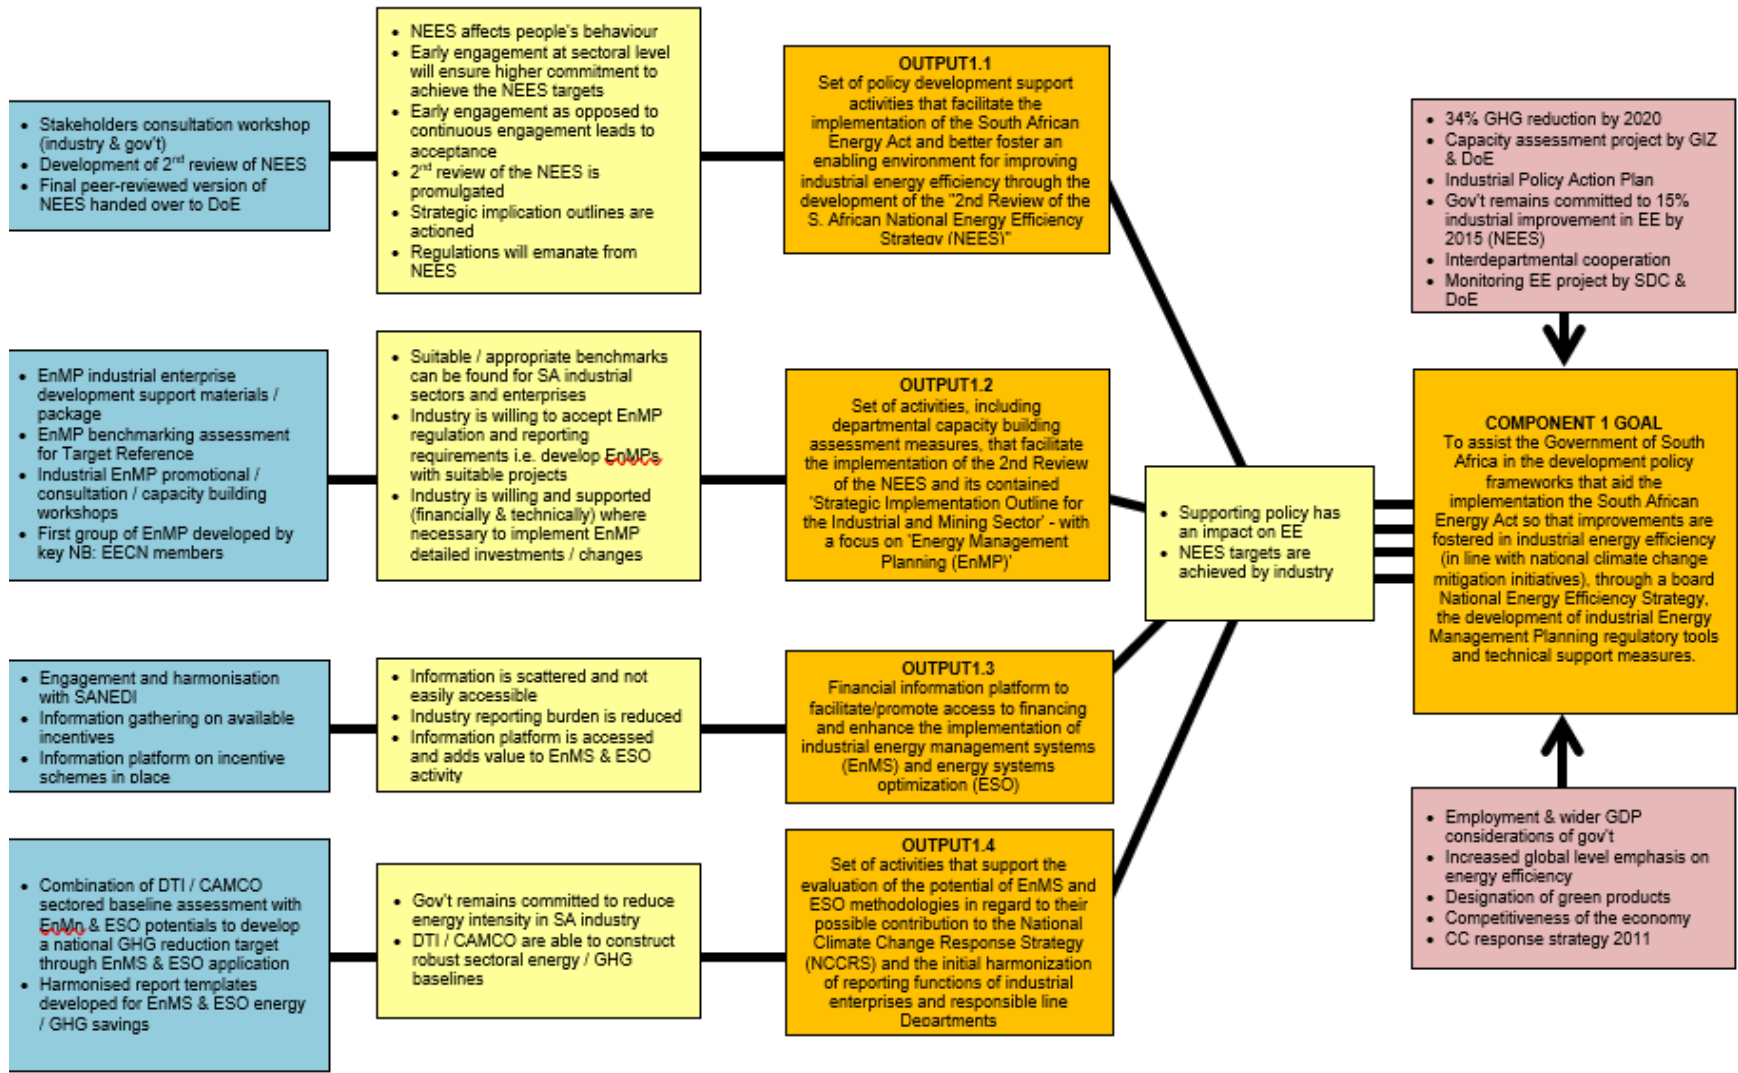 • Stakeholders consultation workshop
(industry & gov't)
• Development of 2nd review of NEES
• Final peer-reviewed version of
NEES handed over to DoE
• NEES affects people's behaviour
• Early engagement at sectoral level
will ensure higher commitment to
achieve the NEES targets
• Early engagement as opposed to
continuous engagement leads to
acceptance
• 2nd review of the NEES is
promulgated
• Strategic implication outlines are
actioned
• Regulations will emanate from
NEES
OUTPUT1.1
Set of policy development support
activities that facilitate the
implementation of the South African
Energy Act and better foster an
enabling environment for improving
industrial energy efficiency through the
development of the "2nd Review of the
S. African National Energy Efficiency
Strategy (NEES)"
• EnMP industrial enterprise
development support materials /
package
• EnMP benchmarking assessment
for Target Reference
• Industrial EnMP promotional /
consultation / capacity building
workshops
• First group of EnMP developed by
key NB: EECN members
• Suitable / appropriate benchmarks
can be found for SA industrial
sectors and enterprises
• Industry is willing to accept EnMP
regulation and reporting
requirements i.e. develop EnMPs
with suitable projects
• Industry is willing and supported
(financially & technically) where
necessary to implement EnMP
detailed investments / changes
OUTPUT1.2
Set of activities, including
departmental capacity building
assessment measures, that facilitate
the implementation of the 2nd Review
of the NEES and its contained
'Strategic Implementation Outline for
the Industrial and Mining Sector' - with
a focus on 'Energy Management
Planning (EnMP)'
• Engagement and harmonisation
with SANEDI
• Information gathering on available
incentives
• Information platform on incentive
schemes in place
• Information is scattered and not
easily accessible
• Industry reporting burden is reduced
• Information platform is accessed
and adds value to EnMS & ESO
activity
OUTPUT1.3
Financial information platform to
facilitate/promote access to financing
and enhance the implementation of
industrial energy management systems
(EnMS) and energy systems
optimization (ESO)
• Combination of DTI / CAMCO
sectored baseline assessment with
EnMn & ESO potentials to develop
a national GHG reduction target
through EnMS & ESO application
• Harmonised report templates
developed for EnMS & ESO energy
/ GHG savings
• Gov't remains committed to reduce
energy intensity in SA industry
• DTI / CAMCO are able to construct
robust sectoral energy / GHG
baselines
OUTPUT1.4
Set of activities that support the
evaluation of the potential of EnMS and
ESO methodologies in regard to their
possible contribution to the National
Climate Change Response Strategy
(NCCRS) and the initial harmonization
of reporting functions of industrial
enterprises and responsible line
Departments
• Supporting policy has
an impact on EE
• NEES targets are
achieved by industry
• 34% GHG reduction by 2020
• Capacity assessment project by GIZ
& DoE
• Industrial Policy Action Plan
• Gov't remains committed to 15%
industrial improvement in EE by
2015 (NEES)
• Interdepartmental cooperation
• Monitoring EE project by SDC &
DoE
COMPONENT 1 GOAL
To assist the Government of South
Africa in the development policy
frameworks that aid the
implementation the South African
Energy Act so that improvements are
fostered in industrial energy efficiency
(in line with national climate change
mitigation initiatives), through a board
National Energy Efficiency Strategy,
the development of industrial Energy
Management Planning regulatory tools
and technical support measures.
• Employment & wider GDP
considerations of gov't
• Increased global level emphasis on
energy efficiency
• Designation of green products
• Competitiveness of the economy
• CC response strategy 2011